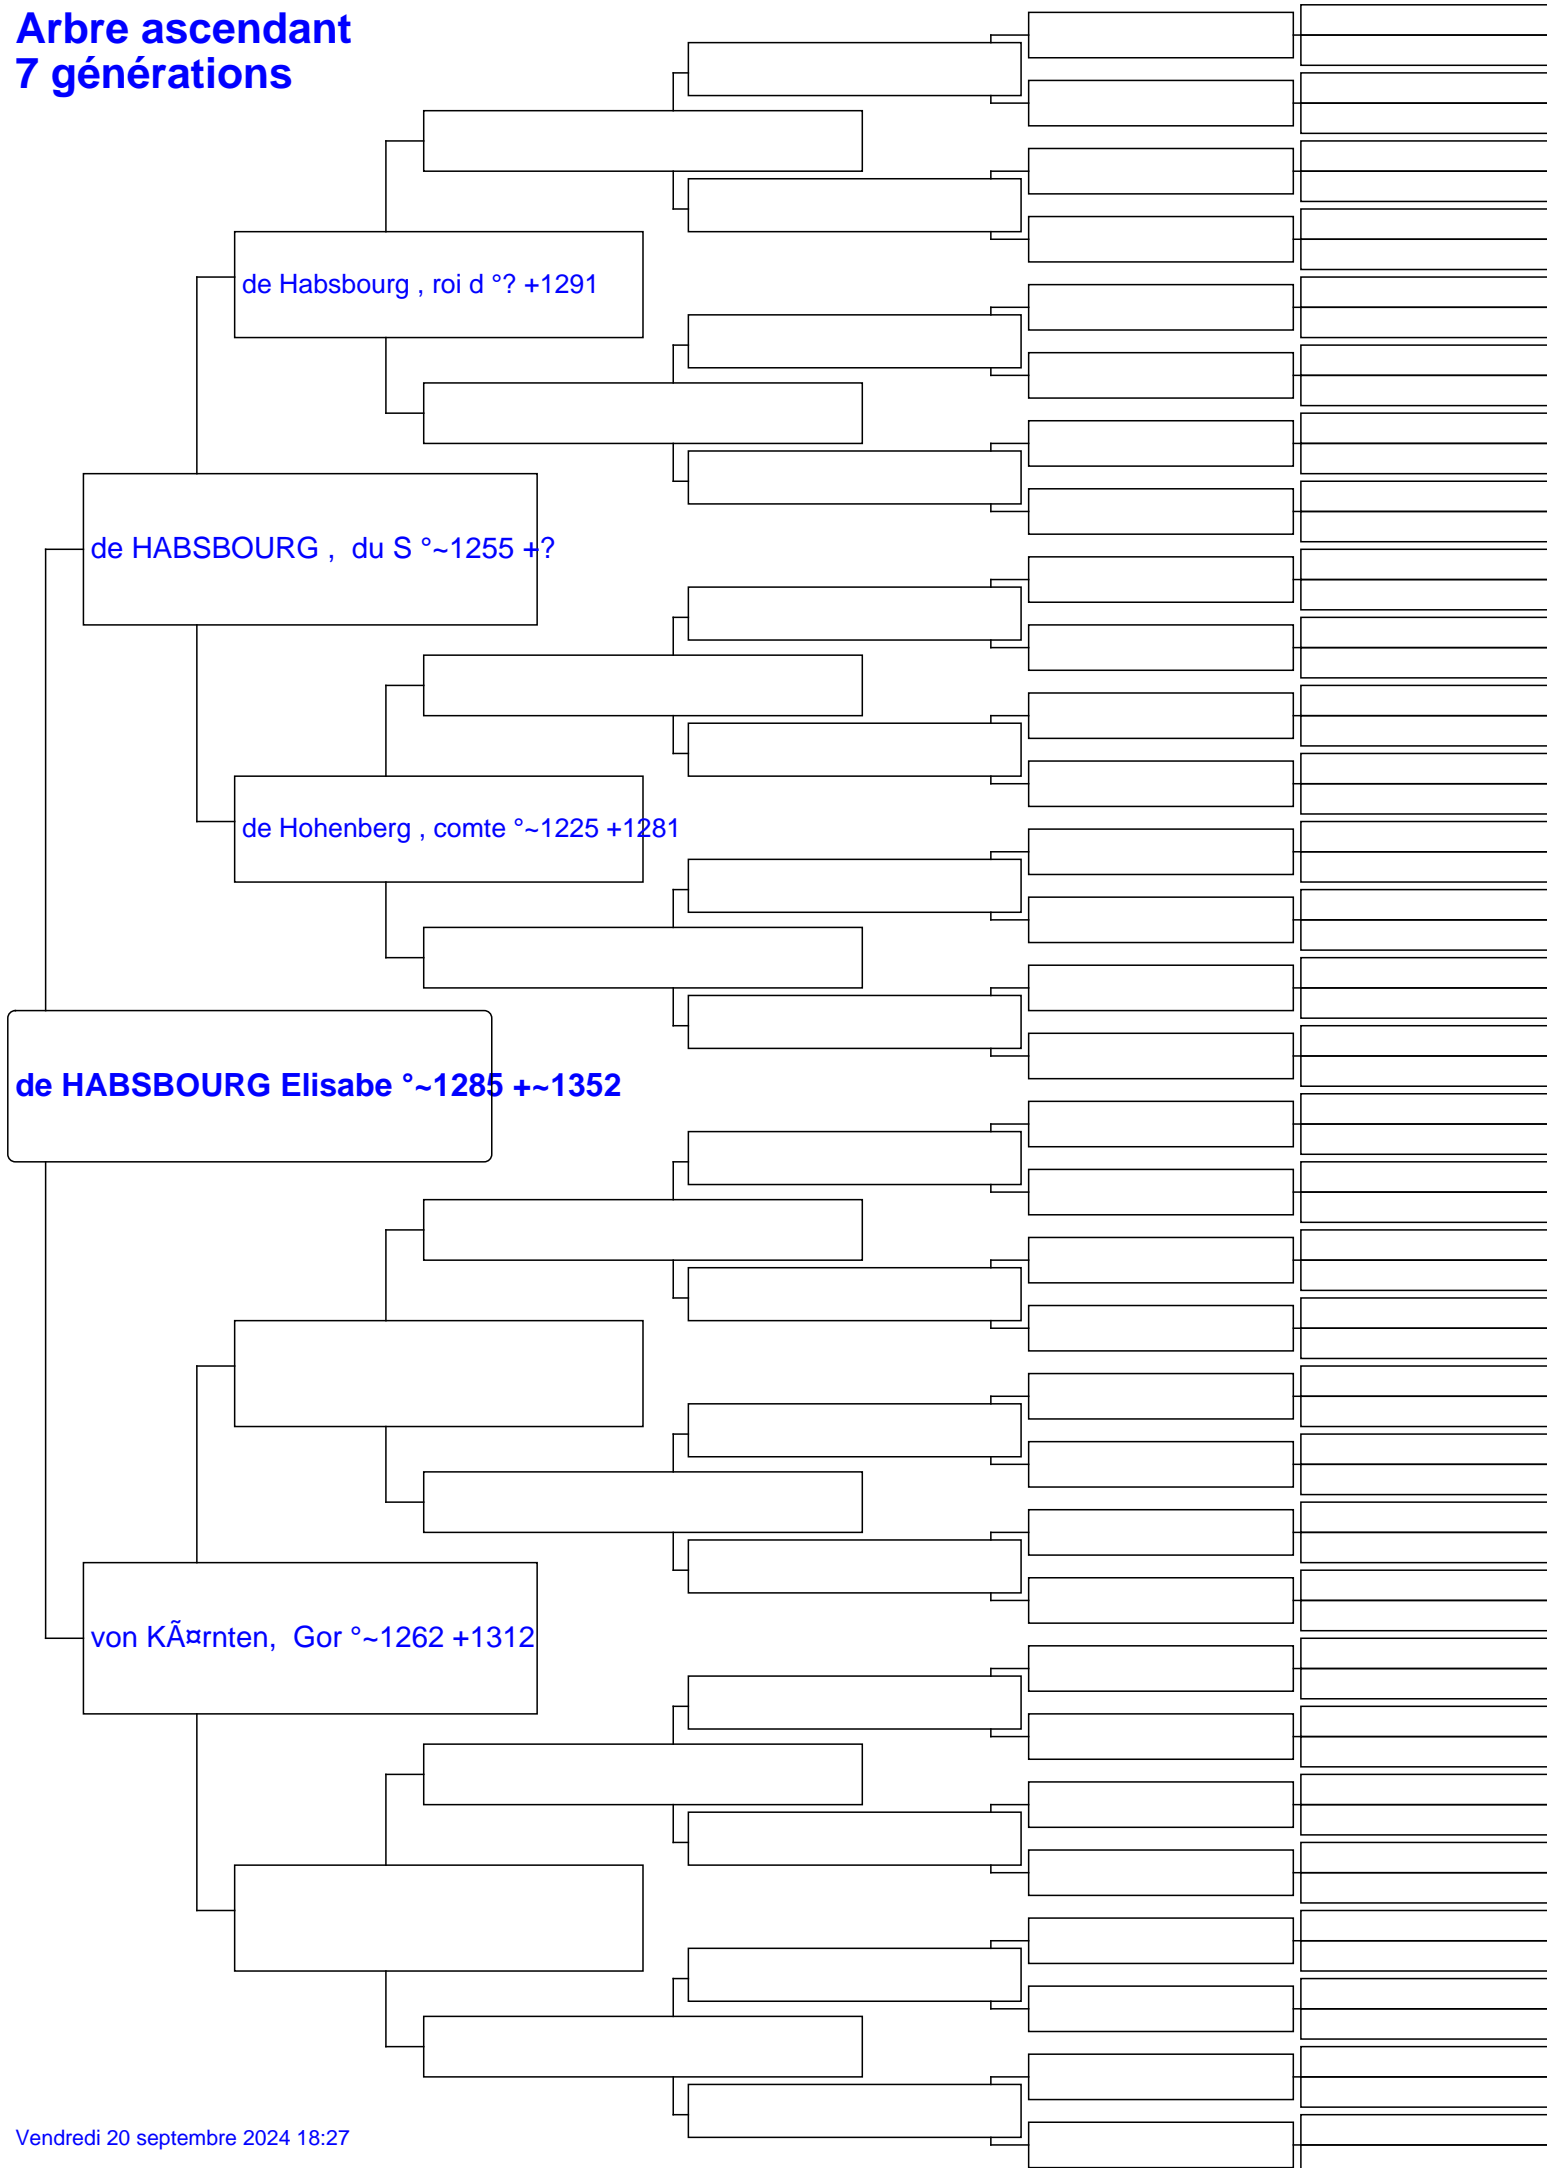 Arbre ascendant
7 générations
de Habsbourg , roi d °? +1291
de HABSBOURG ,  du S °~1255 +?
de Hohenberg , comte °~1225 +1281
de HABSBOURG Elisabe °~1285 +~1352
von KÃ¤rnten,  Gor °~1262 +1312
Vendredi 20 septembre 2024 18:27